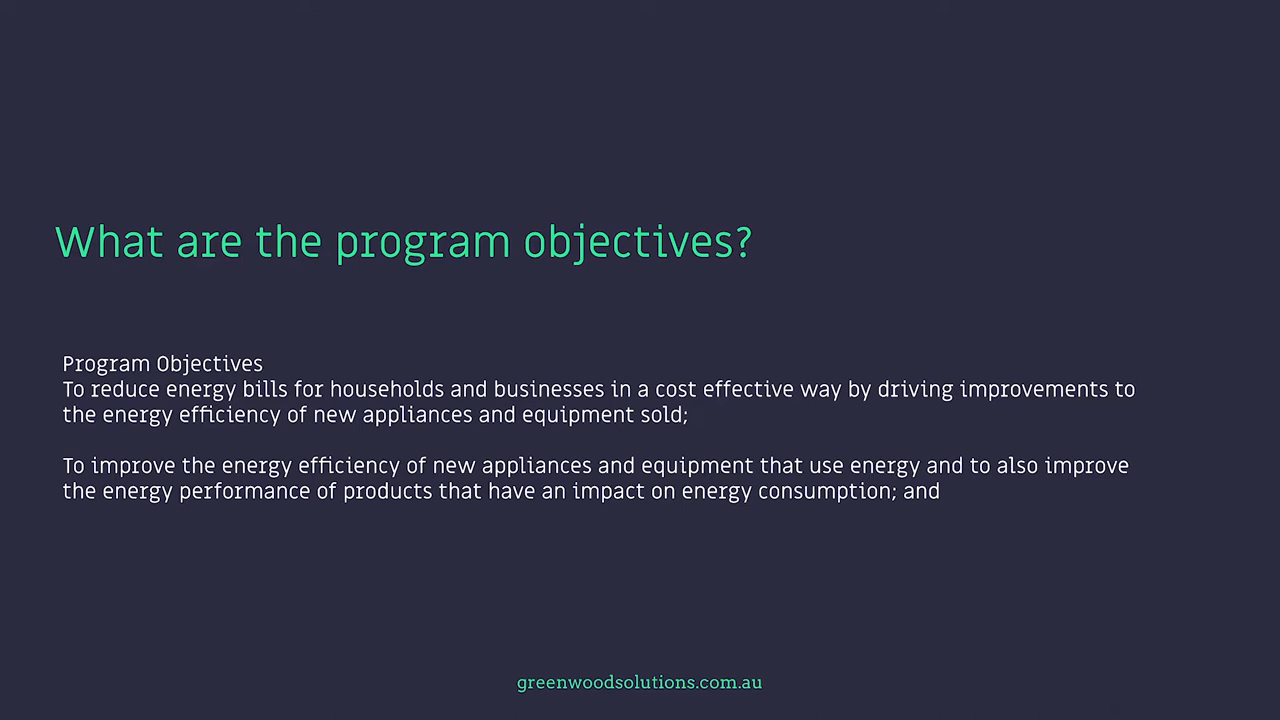 What are the program objectives?
Program Objectives
To reduce energy bills for households and businesses in a cost effective way by driving improvements to
the energy efficiency of new appliances and equipment sold;
To improve the energy efficiency of new appliances and equipment that use energy and to also improve
the energy performance of products that have an impact on energy consumption; and
greenwoodsolutions.com.au